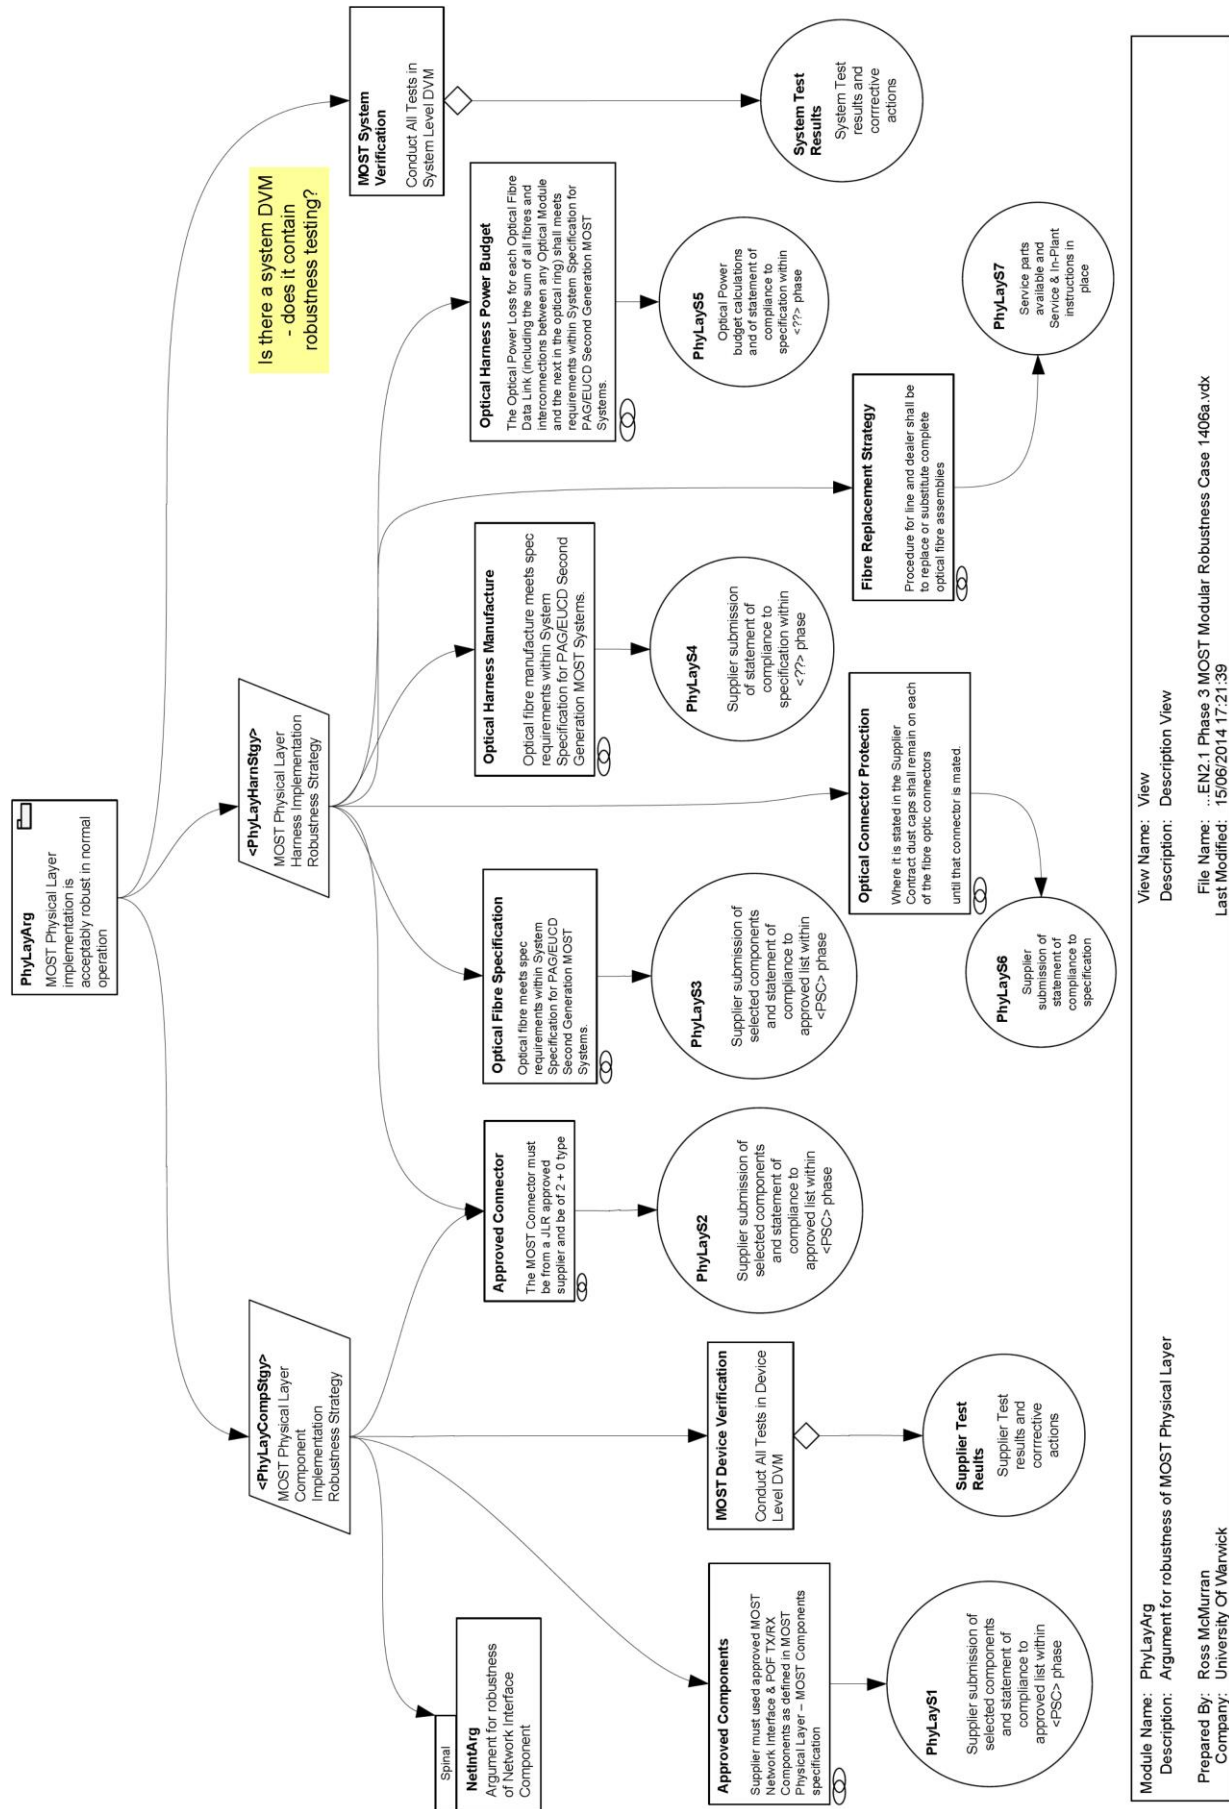 PhyLayArg
MOST Physical Layer
implementation is
acceptably robust in normal
operation
<PhyLayCompStgy>
MOST Physical Layer
Component
Implementation
Robustness Strategy
<PhyLayHarnStgy>
MOST Physical Layer
Harness Implementation
Robustness Strategy
Is there a system DVM
- does it contain
robustness testing?
MOST System
Verification
Conduct All Tests in
System Level DVM
Spinal
NetIntArg
Argument for robustness
of Network Interface
Component
Approved Connector
The MOST Connector must
be from a JLR approved
supplier and be of 2 + 0 type
Optical Fibre Specification
Optical fibre meets spec
requirements within System
Specification for PAG/EUCD
Second Generation MOST
Systems.
Optical Harness Manufacture
Optical fibre manufacture meets spec
requirements within System
Specification for PAG/EUCD Second
Generation MOST Systems.
Optical Harness Power Budget
The Optical Power Loss for each Optical Fibre
Data Link (including the sum of all fibres and
interconnections between any Optical Module
and the next in the optical ring) shall meets
requirements within System Specification for
PAG/EUCD Second Generation MOST
Systems.
Approved Components
Supplier must used approved MOST
Network Interface & POF TX/RX
Components as defined in MOST
Physical Layer – MOST Components
specification
MOST Device Verification
Conduct All Tests in Device
Level DVM
PhyLayS2
Supplier submission of
selected components
and statement of
compliance to
approved list within
<PSC> phase
PhyLayS3
Supplier submission of
selected components
and statement of
compliance to
approved list within
<PSC> phase
PhyLayS4
Supplier submission
of statement of
compliance to
specification within
<??> phase
PhyLayS5
Optical Power
budget calculations
and of statement of
compliance to
specification within
<??> phase
System Test
Results
System Test
results and
corrrective
actions
Optical Connector Protection
Where it is stated in the Supplier
Contract dust caps shall remain on each
of the fibre optic connectors
until that connector is mated.
Fibre Replacement Strategy
Procedure for line and dealer shall be
to replace or substitute complete
optical fibre assemblies
PhyLayS1
Supplier submission of
selected components
and statement of
compliance to
approved list within
<PSC> phase
Supplier Test
Reults
Supplier Test
results and
corrrective
actions
PhyLayS6
Supplier
submission of
statement of
compliance to
specification
PhyLayS7
Service parts
available and
Service & In-Plant
instructions in
place
Module Name: PhyLayArg
Description: Argument for robustness of MOST Physical Layer
Prepared By: Ross McMurran
Company: University Of Warwick
View Name: View
Description: Description View
File Name: ...EN2.1 Phase 3 MOST Modular Robustness Case 1406a.vdx
Last Modified: 15/06/2014 17:21:39